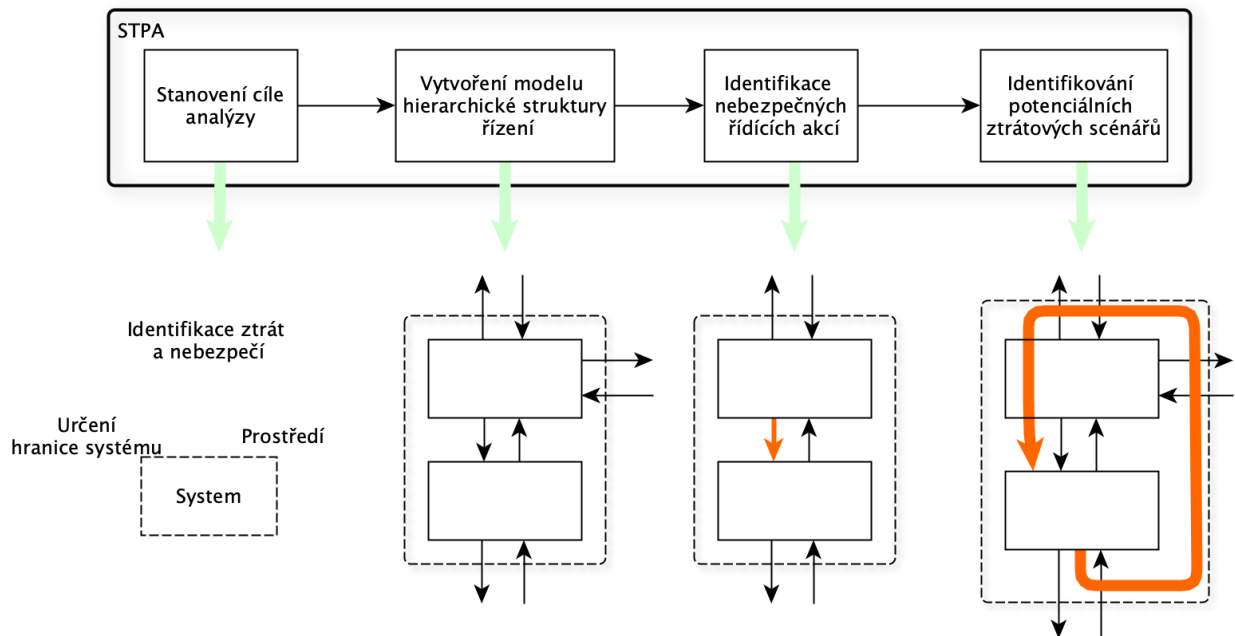 STPA
Stanovení cíle
analýzy
Vytvoření modelu
hierarchické struktury
řízení
Identifikace
nebezpečných
řídících akcí
Identifikování
potenciálních
ztrátových scénářů
Identifikace ztrát
a nebezpečí
Určení
hranice systému
Prostředí
System